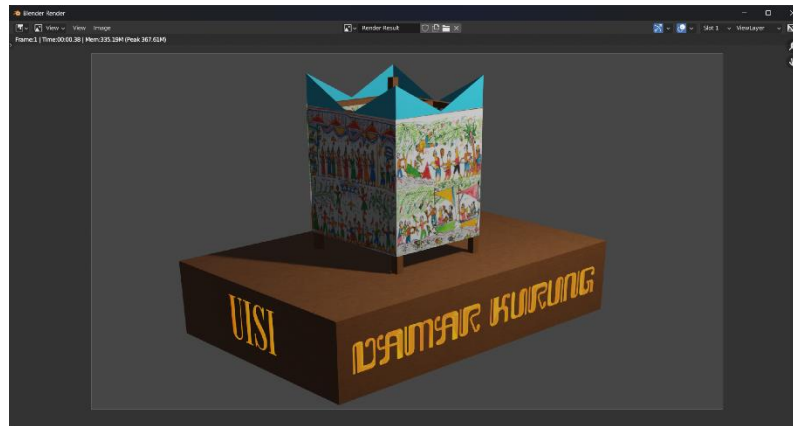 Blender Render
View View Image Render Result Slot 1 ViewLayer
Frame:1 | Time:00:00.38 | Mem:335.19M (Peak 367.61M)
UISI
DAMAR KURUNG